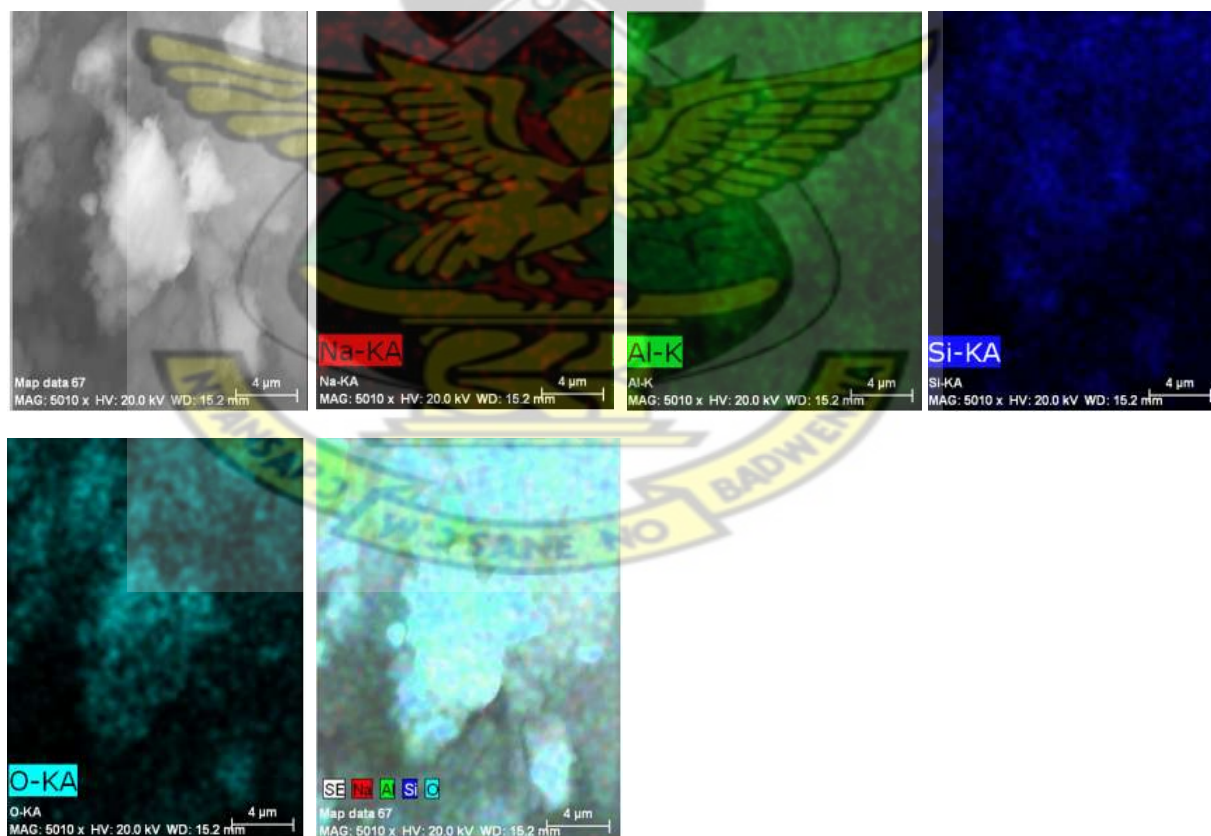 Map data 67
4 µm
MAG: 5010 x HV: 20.0 kV WD: 15.2 mm
Na-KA
Na-KA
4 µm
MAG: 5010 x HV: 20.0 kV WD: 15.2 mm
Al-K
Al-K
4 µm
MAG: 5010 x HV: 20.0 kV WD: 15.2 mm
Si-KA
Si-KA
4 µm
MAG: 5010 x HV: 20.0 kV WD: 15.2 mm
O-KA
O-KA
4 µm
MAG: 5010 x HV: 20.0 kV WD: 15.2 mm
SE Na Al Si O
Map data 67
4 µm
MAG: 5010 x HV: 20.0 kV WD: 15.2 mm
SANE NO BADWENMA